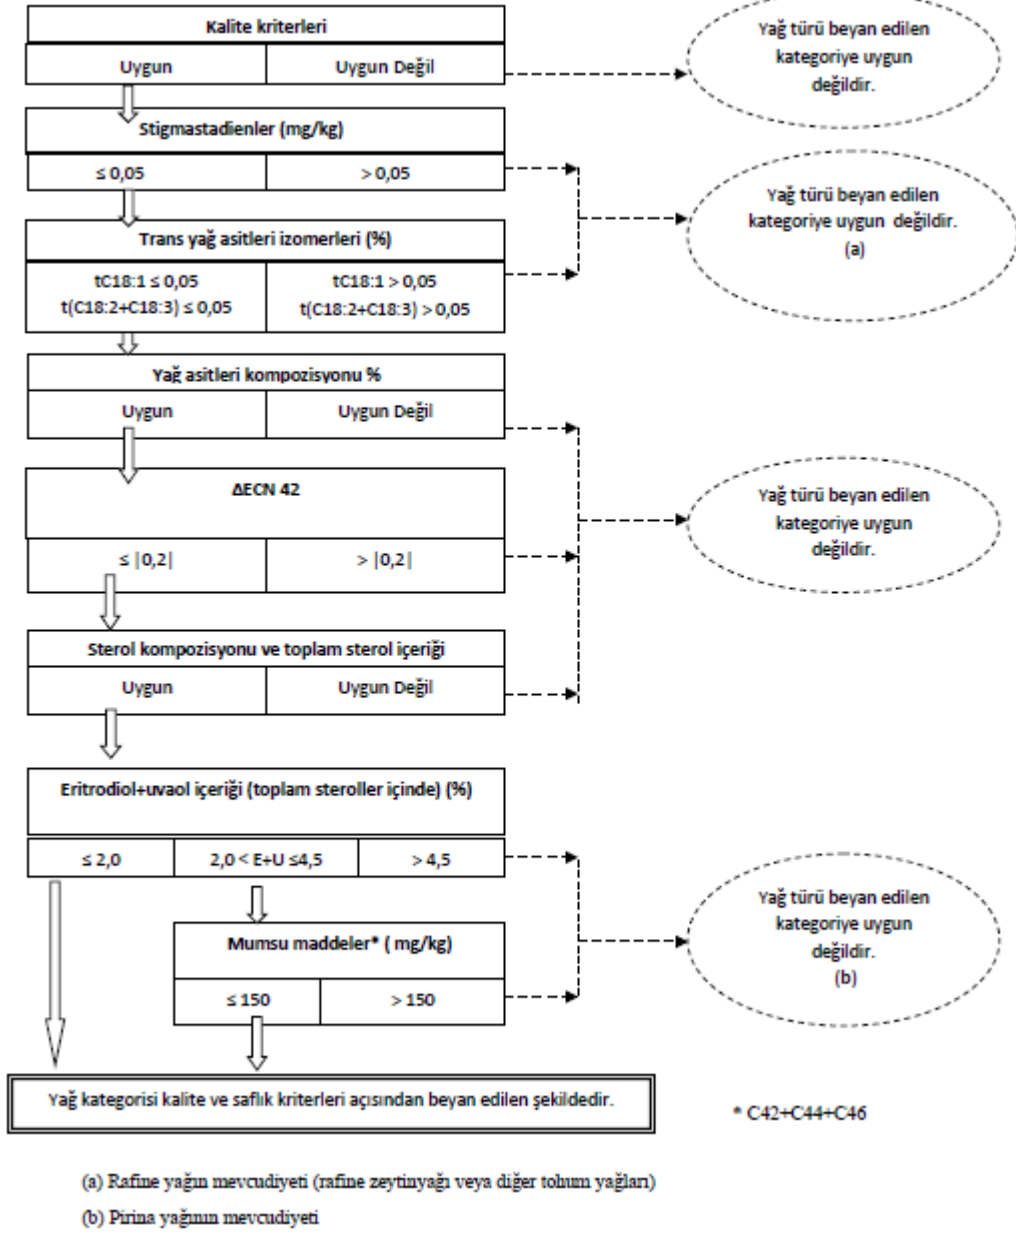 Kalite kriterleri
Uygun
Uygun Değil
Yağ türü beyan edilen
kategoriye uygun
değildir.
Stigmastadienler (mg/kg)
≤ 0,05
> 0,05
Yağ türü beyan edilen
kategoriye uygun değildir.
(a)
Trans yağ asitleri izomerleri (%)
tC18:1 ≤ 0,05
t(C18:2+C18:3) ≤ 0,05
tC18:1 > 0,05
t(C18:2+C18:3) > 0,05
Yağ asitleri kompozisyonu %
Uygun
Uygun Değil
ΔECN 42
≤ |0,2|
> |0,2|
Yağ türü beyan edilen
kategoriye uygun
değildir.
Sterol kompozisyonu ve toplam sterol içeriği
Uygun
Uygun Değil
Eritrodiol+uvaol içeriği (toplam steroller içinde) (%)
≤ 2,0
2,0 < E+U ≤4,5
> 4,5
Mumsu maddeler* ( mg/kg)
≤ 150
> 150
Yağ türü beyan edilen
kategoriye uygun
değildir.
(b)
Yağ kategorisi kalite ve saflık kriterleri açısından beyan edilen şekildedir.
* C42+C44+C46
(a) Rafine yağın mevcudiyeti (rafine zeytinyağı veya diğer tohum yağları)
(b) Pirina yağının mevcudiyeti